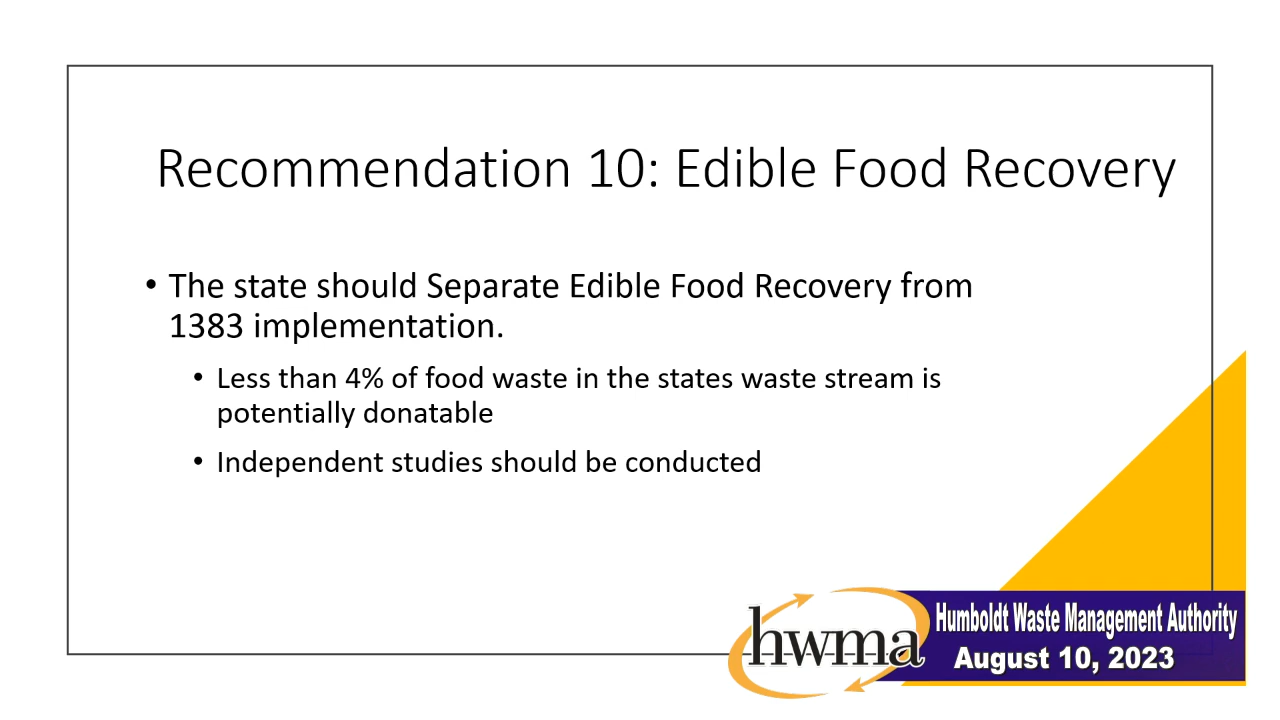 Recommendation 10: Edible Food Recovery
• The state should Separate Edible Food Recovery from
1383 implementation.
• Less than 4% of food waste in the states waste stream is
potentially donatable
• Independent studies should be conducted
hwma
Humboldt Waste Management Authority
August 10, 2023